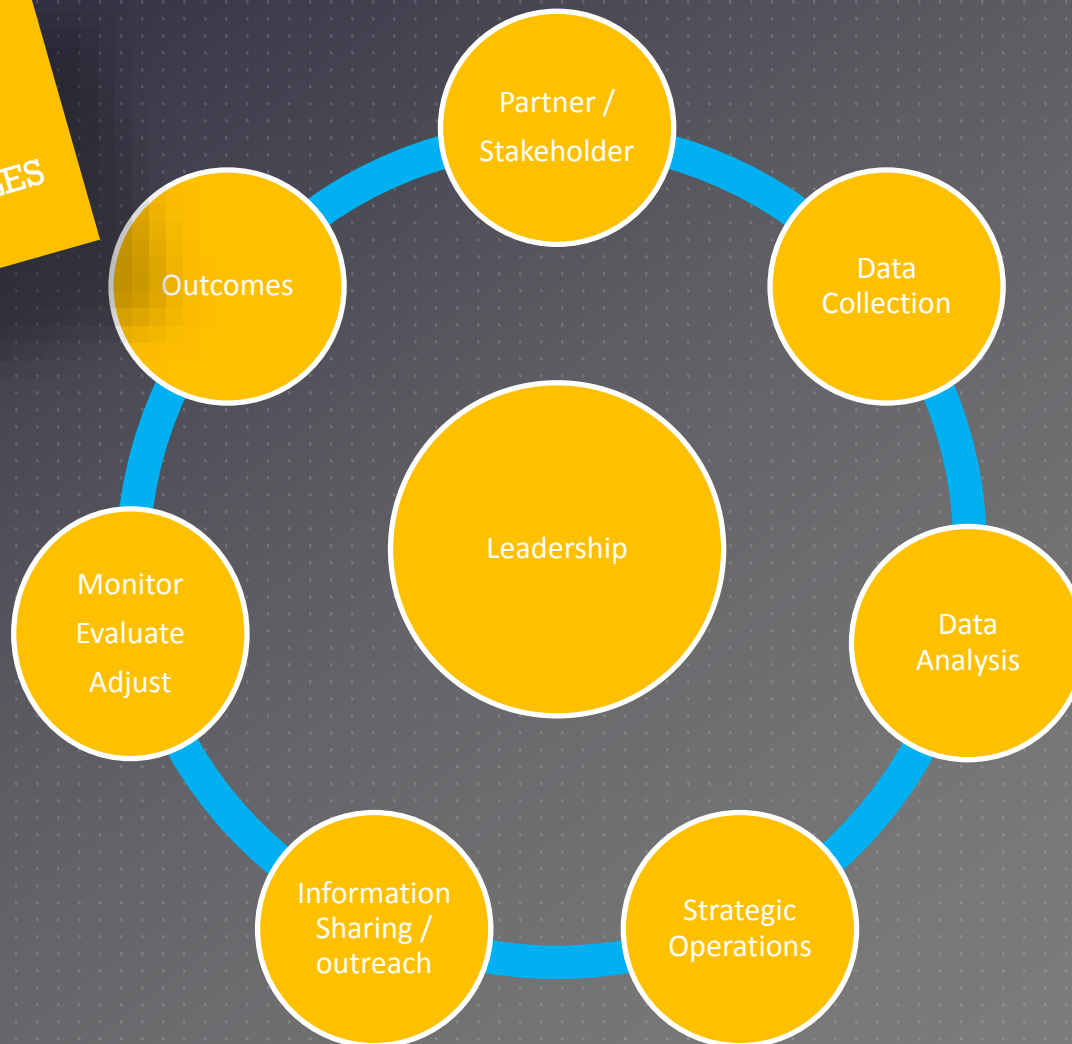 Partner /
Stakeholder
Data
Collection
Data
Analysis
Strategic
Operations
Information
Sharing /
outreach
Monitor
Evaluate
Adjust
Outcomes
Leadership